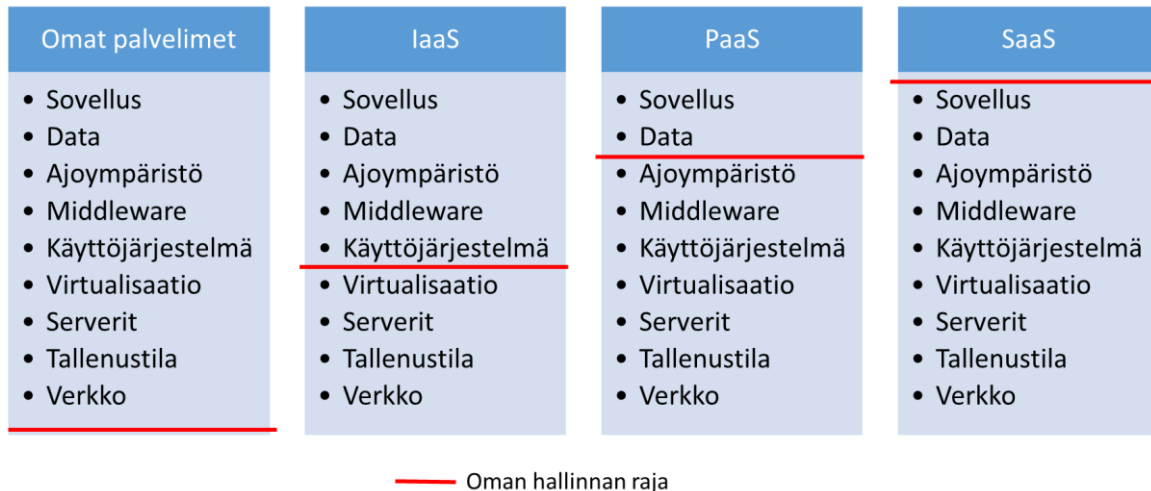 Omat palvelimet
• Sovellus
• Data
• Ajoympäristö
• Middleware
• Käyttöjärjestelmä
• Virtualisaatio
• Serverit
• Tallenustila
• Verkko
IaaS
• Sovellus
• Data
• Ajoympäristö
• Middleware
• Käyttöjärjestelmä
• Virtualisaatio
• Serverit
• Tallenustila
• Verkko
PaaS
• Sovellus
• Data
• Ajoympäristö
• Middleware
• Käyttöjärjestelmä
• Virtualisaatio
• Serverit
• Tallenustila
• Verkko
SaaS
• Sovellus
• Data
• Ajoympäristö
• Middleware
• Käyttöjärjestelmä
• Virtualisaatio
• Serverit
• Tallenustila
• Verkko
Oman hallinnan raja